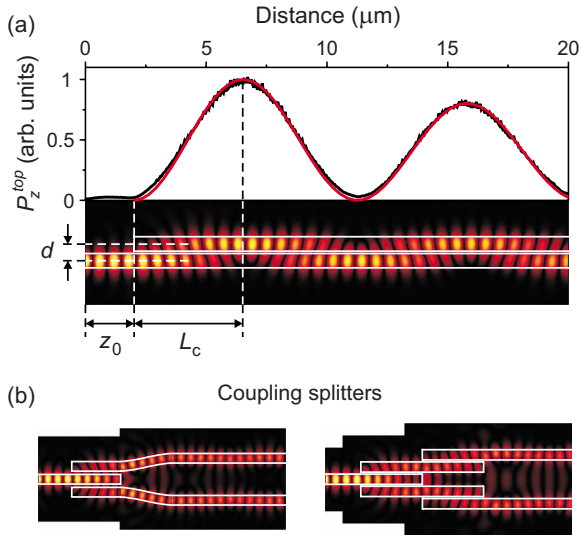 Distance (μm)
(a)
0 5 10 15 20
1
0.5
0
P_z^top (arb. units)
d
z_0
L_c
(b)
Coupling splitters